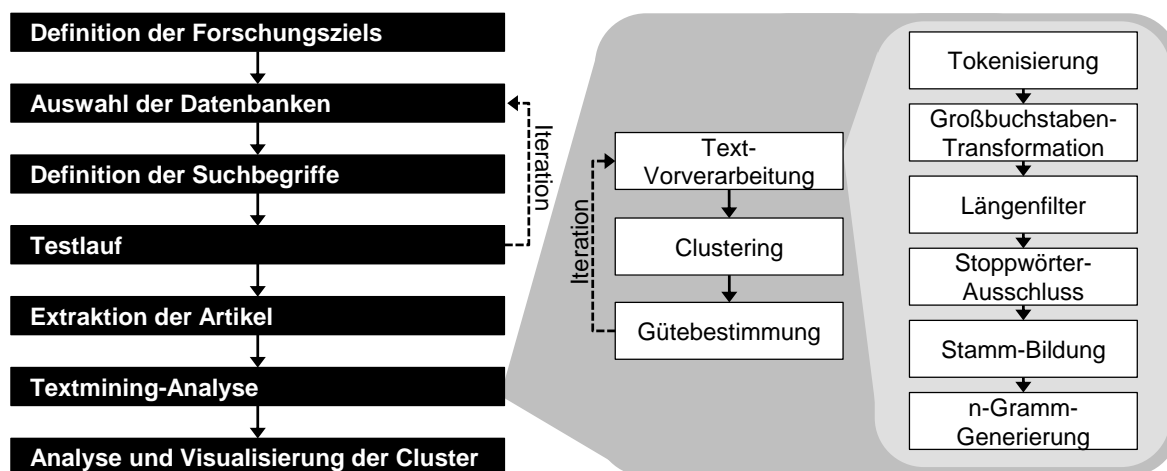 Definition der Forschungsziels
Auswahl der Datenbanken
Definition der Suchbegriffe
Testlauf
Extraktion der Artikel
Textmining-Analyse
Analyse und Visualisierung der Cluster
Iteration
Text-
Vorverarbeitung
Clustering
Gütebestimmung
Iteration
Tokenisierung
Großbuchstaben-
Transformation
Längenfilter
Stoppwörter-
Ausschluss
Stamm-Bildung
n-Gramm-
Generierung